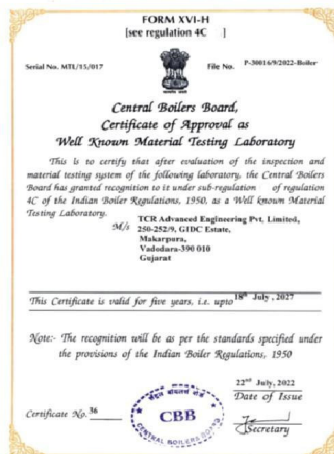 FORM XVI-H
[see regulation 4C ]
Serial No. MTL/15/017
File No. P-30016/9/2022-Boiler
Central Boilers Board,
Certificate of Approval as
Well Known Material Testing Laboratory
This is to certify that after evaluation of the inspection and
material testing system of the following laboratory, the Central Boilers
Board has granted recognition to it under sub-regulation of regulation
4C of the Indian Boiler Regulations, 1950, as a Well known Material
Testing Laboratory.
M/s TCR Advanced Engineering Pvt. Limited,
250-252/9, GIDC Estate,
Makarpura,
Vadodara-390 010
Gujarat
This Certificate is valid for five years, i.e. upto 18th July, 2027
Note:- The recognition will be as per the standards specified under
the provisions of the Indian Boiler Regulations, 1950
22nd July, 2022
Date of Issue
Certificate No. 36
CBB
CENTRAL BOILERS BOARD
Secretary